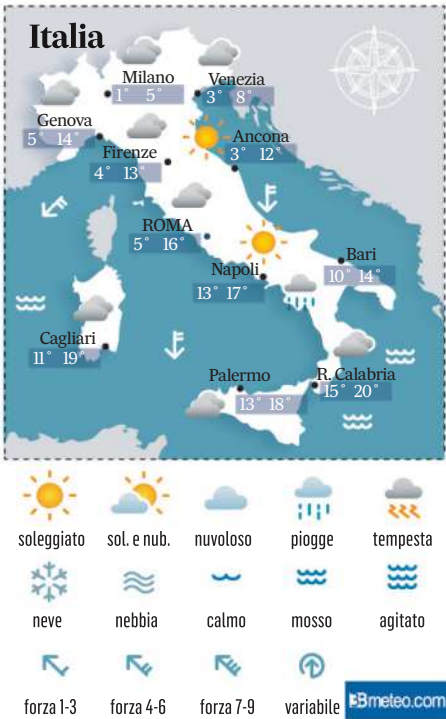 Italia
Milano
1° 5°
Venezia
3° 8°
Genova
5° 14°
Firenze
4° 13°
Ancona
3° 12°
ROMA
5° 16°
Napoli
13° 17°
Bari
10° 14°
Cagliari
11° 19°
Palermo
13° 18°
R. Calabria
15° 20°
soleggiato sol. e nub. nuvoloso piogge tempesta
neve nebbia calmo mosso agitato
forza 1-3 forza 4-6 forza 7-9 variabile
3Bmeteo.com